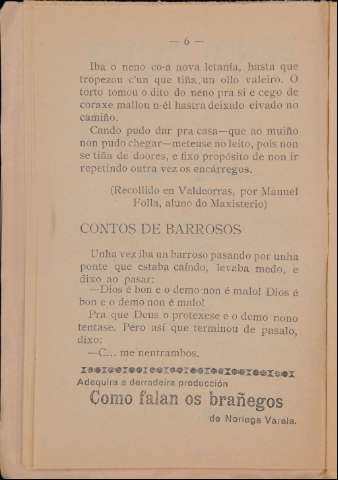 — 6 —
Iba o neno co-a nova letanía, hasta que
tropezou c'un que tiña un ollo valeiro. O
torto tomou o dito do neno pra si e cego de
coraxe mallou n-él hastra deixalo eivado no
camiño.
Cando pudo dar pra casa—que ao muiño
non pudo chegar—meteuse no leito, pois non
se tiña de doores, e fixo propósito de non ir
repetindo outra vez os encárregos.
(Recollido en Valdeorras, por Manuel
Folla, aluno do Maxisterio)
CONTOS DE BARROSOS
Unha vez iba un barroso pasando por unha
ponte que estaba caíndo, levaba medo, e
dixo ao pasar:
—Dios é bon e o demo non é malo! Dios é
bon e o demo non é malo!
Pra que Deus o protexese e o demo nono
tentase. Pero así que terminou de pasalo,
dixo:
—C... me nentrambos.
Adequira a derradeira producción
Como falan os brañegos
de Noriega Varela.